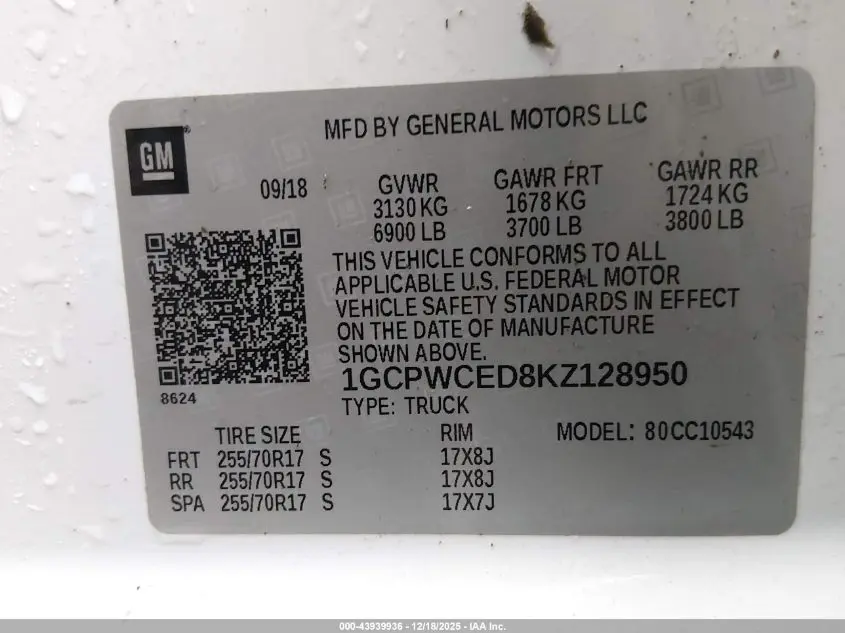 MFD BY GENERAL MOTORS LLC
GM
09/18
GVWR GAWR FRT GAWR RR
3130 KG 1678 KG 1724 KG
6900 LB 3700 LB 3800 LB
THIS VEHICLE CONFORMS TO ALL
APPLICABLE U.S. FEDERAL MOTOR
VEHICLE SAFETY STANDARDS IN EFFECT
ON THE DATE OF MANUFACTURE
SHOWN ABOVE.
8624
1GCPWCED8KZ128950
TYPE: TRUCK
TIRE SIZE RIM MODEL: 80CC10543
FRT 255/70R17 S 17X8J
RR 255/70R17 S 17X8J
SPA 255/70R17 S 17X7J
000-43939936 - 12/18/2025 - IAA Inc.